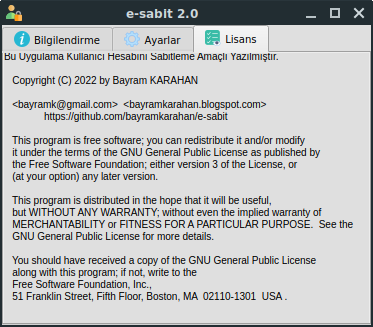 e-sabit 2.0
Bilgilendirme
Ayarlar
Lisans
Bu Uygulama Kullanıcı Hesabını Sabitleme Amaçlı Yazılmıştır.
Copyright (C) 2022 by Bayram KARAHAN
<bayramk@gmail.com> <bayramkarahan.blogspot.com>
https://github.com/bayramkarahan/e-sabit
This program is free software; you can redistribute it and/or modify
it under the terms of the GNU General Public License as published by
the Free Software Foundation; either version 3 of the License, or
(at your option) any later version.
This program is distributed in the hope that it will be useful,
but WITHOUT ANY WARRANTY; without even the implied warranty of
MERCHANTABILITY or FITNESS FOR A PARTICULAR PURPOSE. See the
GNU General Public License for more details.
You should have received a copy of the GNU General Public License
along with this program; if not, write to the
Free Software Foundation, Inc.,
51 Franklin Street, Fifth Floor, Boston, MA 02110-1301 USA .